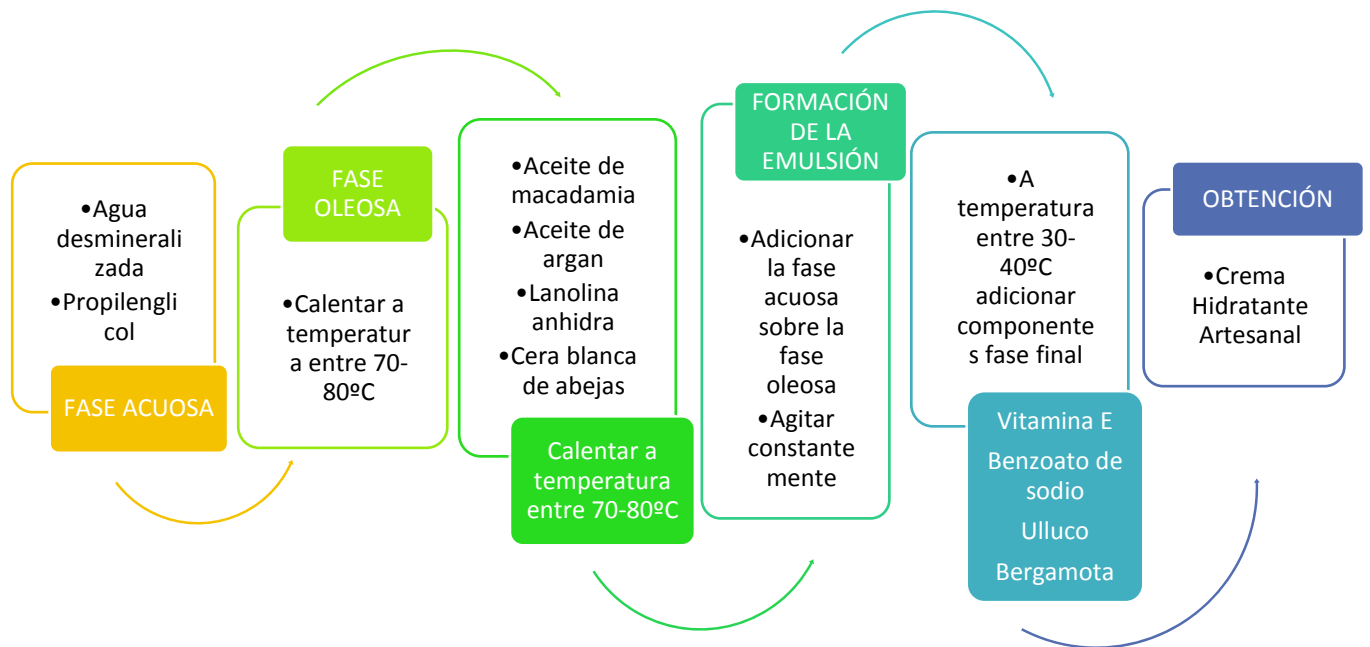 •Agua
desminerali
zada
•Propilengli
col
FASE ACUOSA
FASE
OLEOSA
•Calentar a
temperatur
a entre 70-
80ºC
•Aceite de
macadamia
•Aceite de
argan
•Lanolina
anhidra
•Cera blanca
de abejas
Calentar a
temperatura
entre 70-80ºC
FORMACIÓN
DE LA
EMULSIÓN
•Adicionar
la fase
acuosa
sobre la
fase
oleosa
•Agitar
constante
mente
•A
temperatura
entre 30-
40ºC
adicionar
componente
s fase final
Vitamina E
Benzoato de
sodio
Ulluco
Bergamota
OBTENCIÓN
•Crema
Hidratante
Artesanal